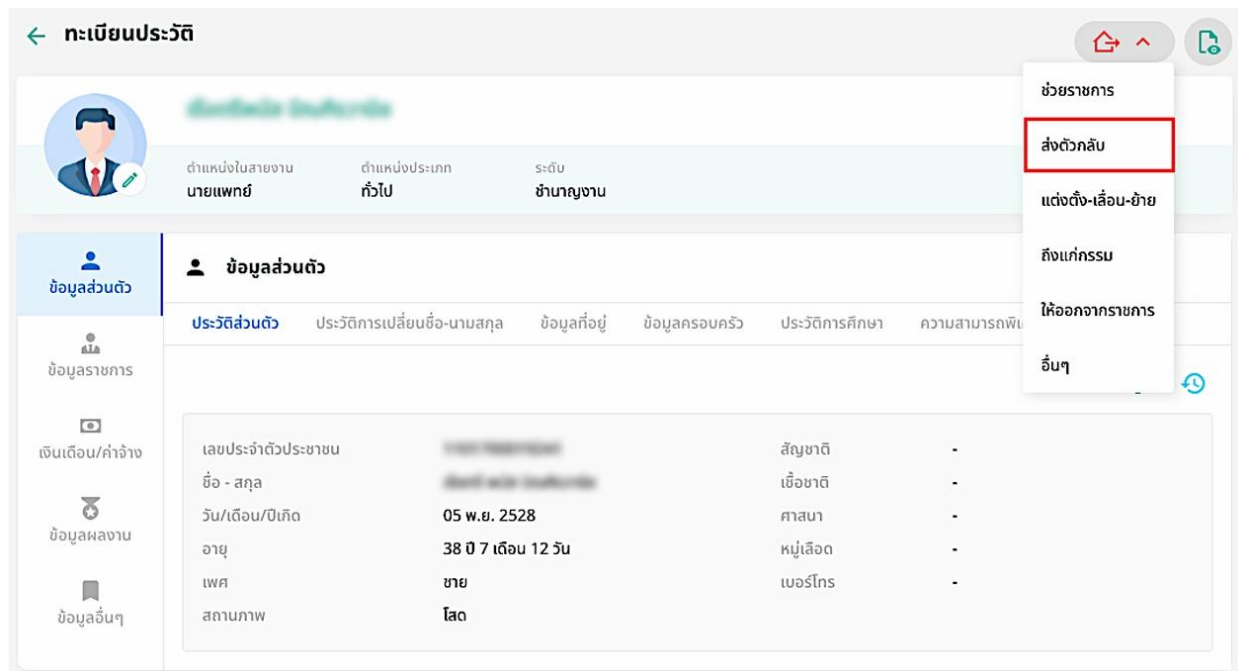 ทะเบียนประวัติ
ช่วยราชการ
ส่งตัวกลับ
แต่งตั้ง-เลื่อน-ย้าย
ถึงแก่กรรม
ให้ออกจากราชการ
อื่นๆ
ตำแหน่งในสายงาน ตำแหน่งประเภท ระดับ
นายแพทย์ ทั่วไป ชำนาญงาน
ข้อมูลส่วนตัว
ข้อมูลราชการ
เงินเดือน/ค่าจ้าง
ข้อมูลผลงาน
ข้อมูลอื่นๆ
ข้อมูลส่วนตัว
ประวัติส่วนตัว ประวัติการเปลี่ยนชื่อ-นามสกุล ข้อมูลที่อยู่ ข้อมูลครอบครัว ประวัติการศึกษา
เลขประจำตัวประชาชน สัญชาติ -
ชื่อ - สกุล เชื้อชาติ -
วัน/เดือน/ปีเกิด 05 พ.ย. 2528 ศาสนา -
อายุ 38 ปี 7 เดือน 12 วัน หมู่เลือด -
เพศ ชาย เบอร์โทร -
สถานภาพ โสด